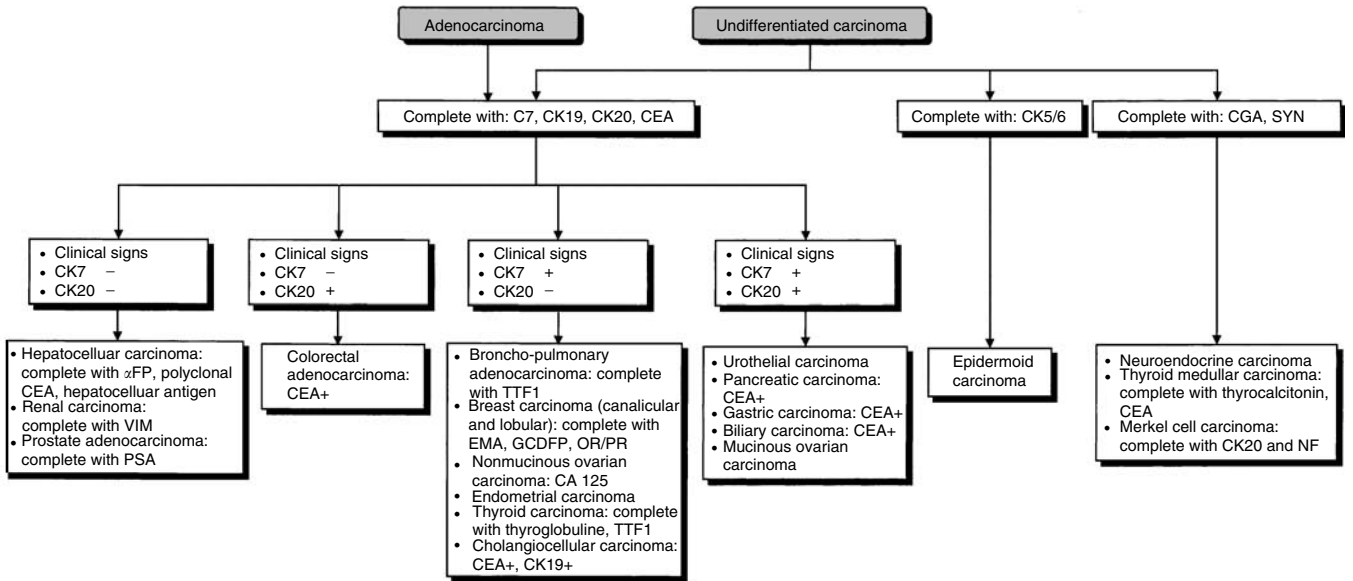 Adenocarcinoma
Undifferentiated carcinoma
Complete with: C7, CK19, CK20, CEA
Complete with: CK5/6
Complete with: CGA, SYN
• Clinical signs
• CK7 –
• CK20 –
• Clinical signs
• CK7 –
• CK20 +
• Clinical signs
• CK7 +
• CK20 –
• Clinical signs
• CK7 +
• CK20 +
• Hepatocelluar carcinoma:
complete with αFP, polyclonal
CEA, hepatocelluar antigen
• Renal carcinoma:
complete with VIM
• Prostate adenocarcinoma:
complete with PSA
Colorectal
adenocarcinoma:
CEA+
• Broncho-pulmonary
adenocarcinoma: complete
with TTF1
• Breast carcinoma (canalicular
and lobular): complete with
EMA, GCDFP, OR/PR
• Nonmucinous ovarian
carcinoma: CA 125
• Endometrial carcinoma
• Thyroid carcinoma: complete
with thyroglobuline, TTF1
• Cholangiocellular carcinoma:
CEA+, CK19+
• Urothelial carcinoma
• Pancreatic carcinoma:
CEA+
• Gastric carcinoma: CEA+
• Biliary carcinoma: CEA+
• Mucinous ovarian
carcinoma
Epidermoid
carcinoma
• Neuroendocrine carcinoma
• Thyroid medullar carcinoma:
complete with thyrocalcitonin,
CEA
• Merkel cell carcinoma:
complete with CK20 and NF